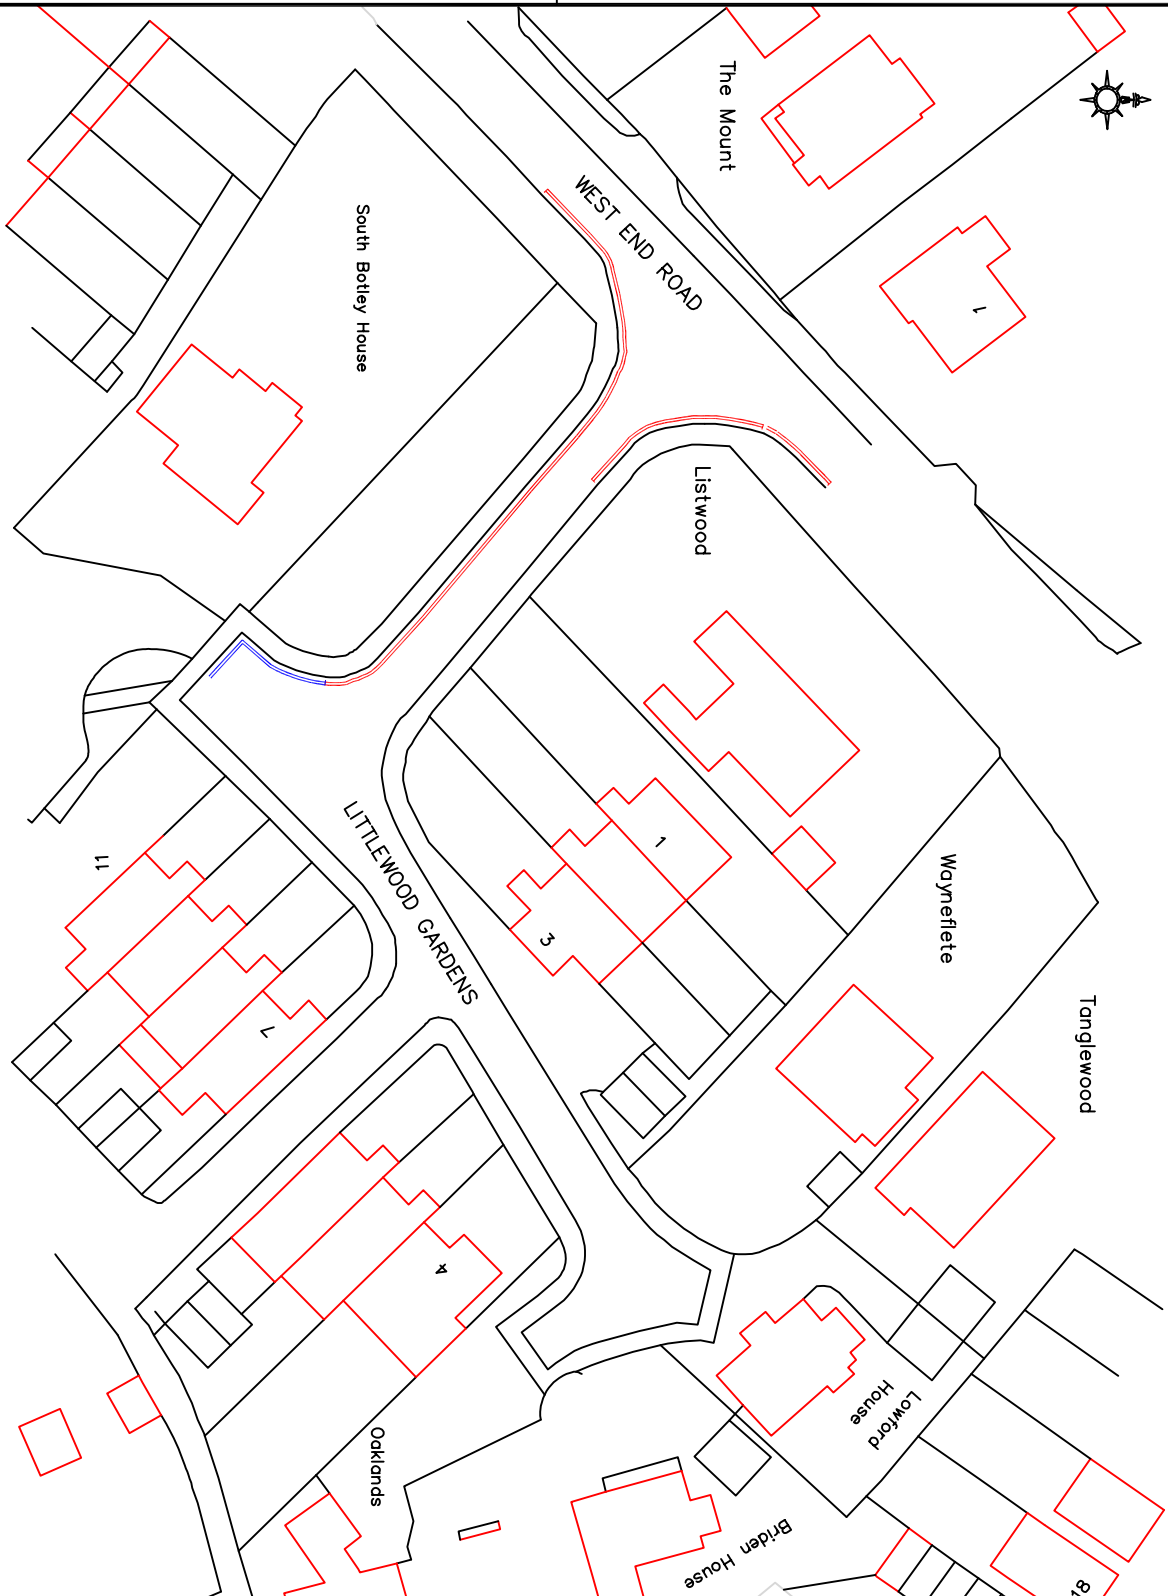 The Mount
WEST END ROAD
1
South Botley House
Listwood
1
3
Wayneflete
Tanglewood
LITTLEWOOD GARDENS
11
7
4
Lowford
House
Oaklands
Briden House
81